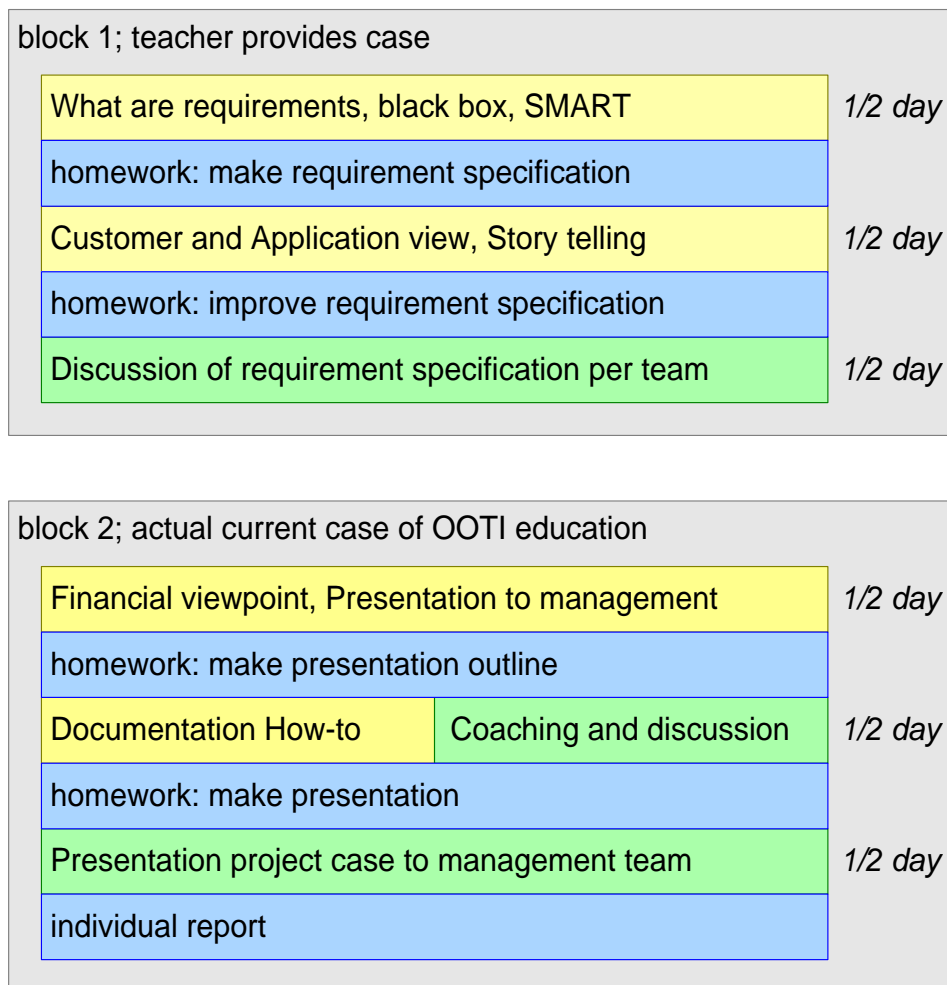 block 1; teacher provides case
What are requirements, black box, SMART 1/2 day
homework: make requirement specification
Customer and Application view, Story telling 1/2 day
homework: improve requirement specification
Discussion of requirement specification per team 1/2 day
block 2; actual current case of OOTI education
Financial viewpoint, Presentation to management 1/2 day
homework: make presentation outline
Documentation How-to Coaching and discussion 1/2 day
homework: make presentation
Presentation project case to management team 1/2 day
individual report